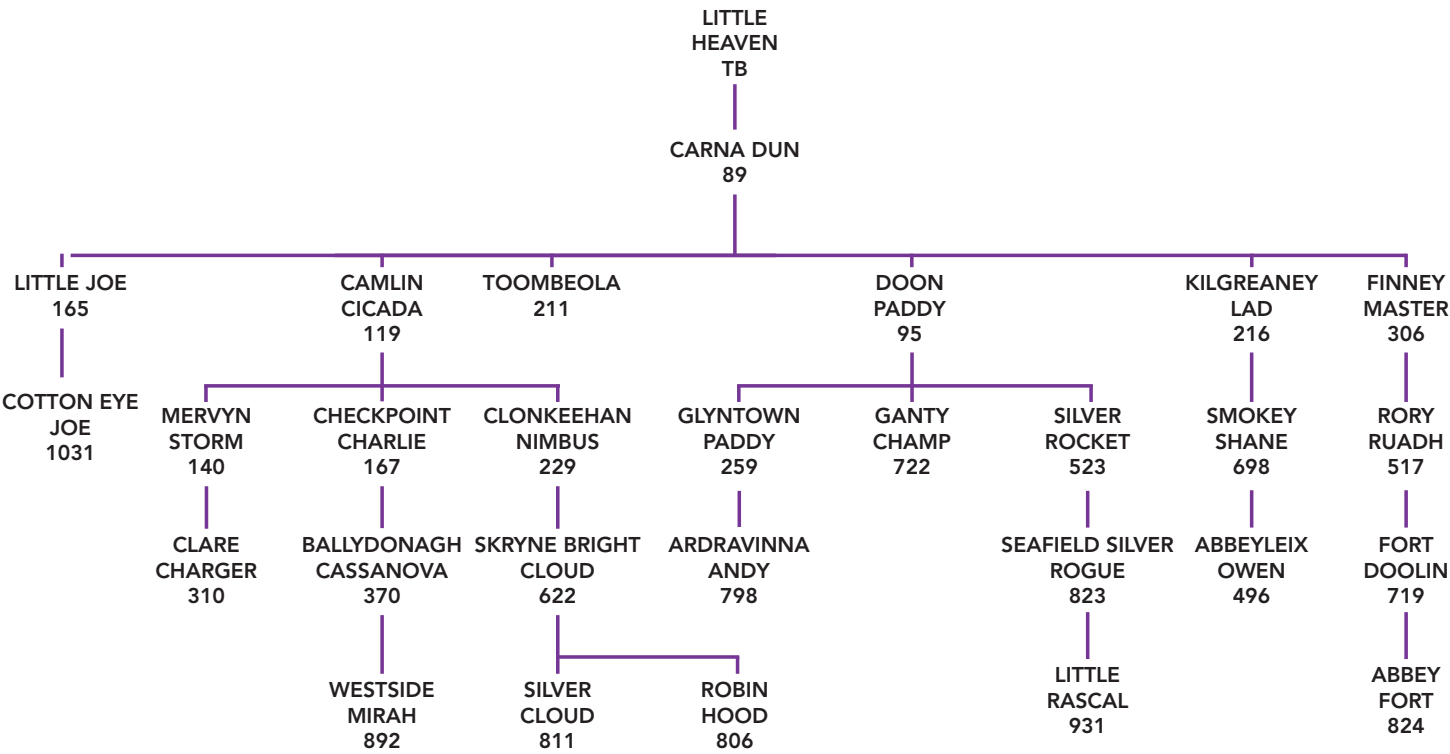 LITTLE
HEAVEN
TB
CARNA DUN
89
LITTLE JOE
165
CAMLIN
CICADA
119
TOOMBEOLA
211
DOON
PADDY
95
KILGREANEY
LAD
216
FINNEY
MASTER
306
COTTON EYE
JOE
1031
MERVYN
STORM
140
CHECKPOINT
CHARLIE
167
CLONKEEHAN
NIMBUS
229
GLYNTOWN
PADDY
259
GANTY
CHAMP
722
SILVER
ROCKET
523
SMOKEY
SHANE
698
RORY
RUADH
517
CLARE
CHARGER
310
BALLYDONAGH
CASSANOVA
370
SKRYNE BRIGHT
CLOUD
622
ARDRAVINNA
ANDY
798
SEAFIELD SILVER
ROGUE
823
ABBEYLEIX
OWEN
496
FORT
DOOLIN
719
WESTSIDE
MIRAH
892
SILVER
CLOUD
811
ROBIN
HOOD
806
LITTLE
RASCAL
931
ABBEY
FORT
824